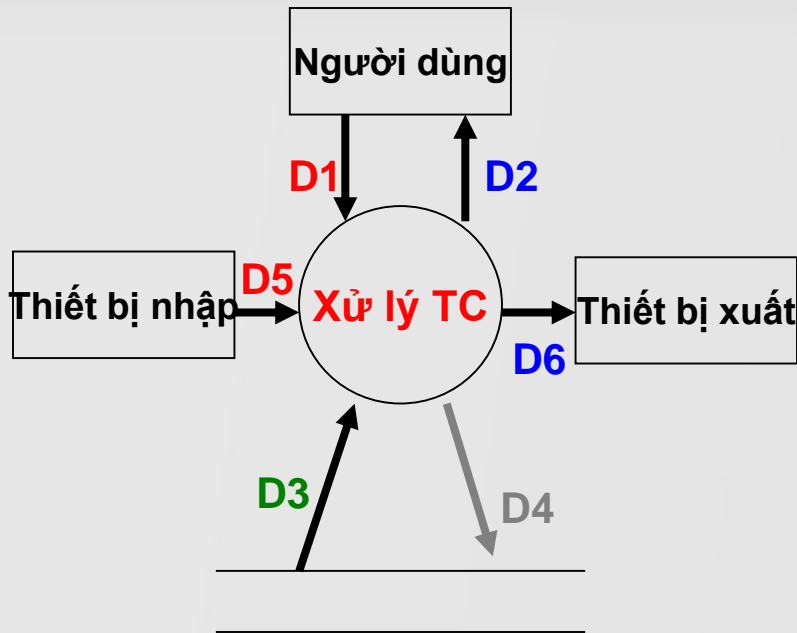 Người dùng
D1
D2
Thiết bị nhập
D5
Xử lý TC
Thiết bị xuất
D6
D3
D4